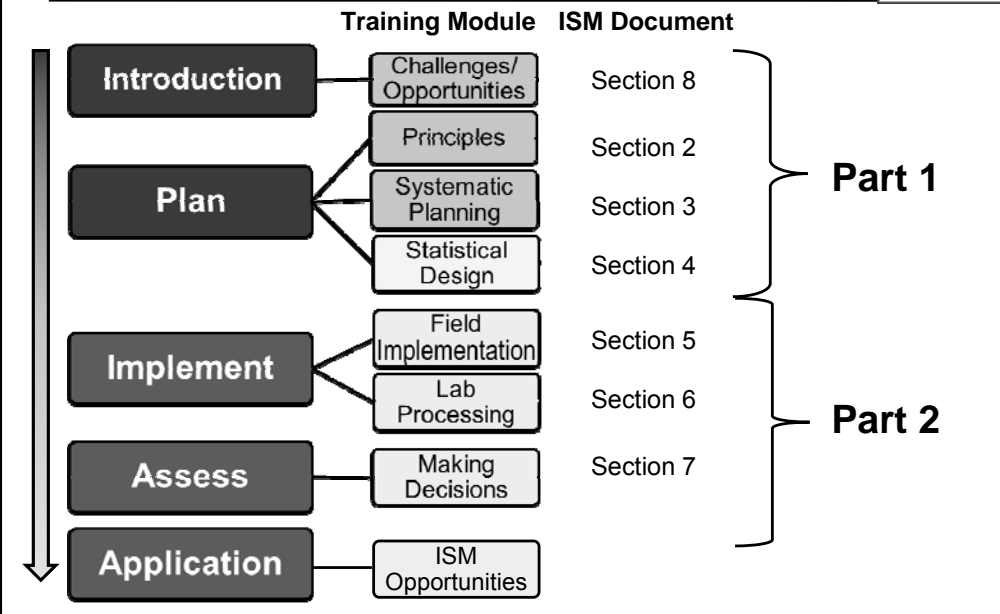 Training Module ISM Document
Introduction
Challenges/
Opportunities
Section 8
Principles
Section 2
Plan
Systematic
Planning
Section 3
Statistical
Design
Section 4
Part 1
Implement
Field
Implementation
Section 5
Lab
Processing
Section 6
Assess
Making
Decisions
Section 7
Part 2
Application
ISM
Opportunities